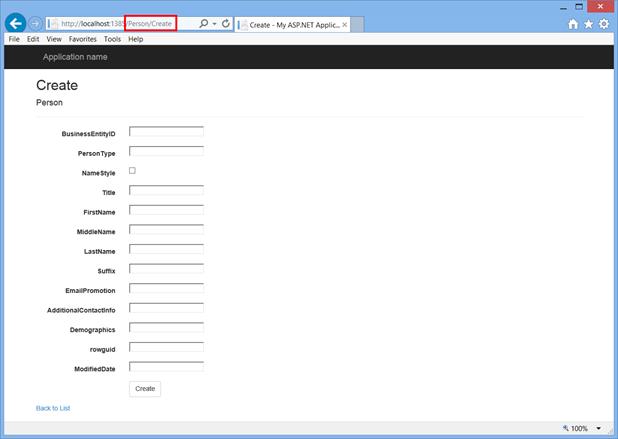 http://localhost:1385/Person/Create
Create - My ASP.NET Applic...
File Edit View Favorites Tools Help
Application name
Create
Person
BusinessEntityID
PersonType
NameStyle
Title
FirstName
MiddleName
LastName
Suffix
EmailPromotion
AdditionalContactInfo
Demographics
rowguid
ModifiedDate
Create
Back to List
100%